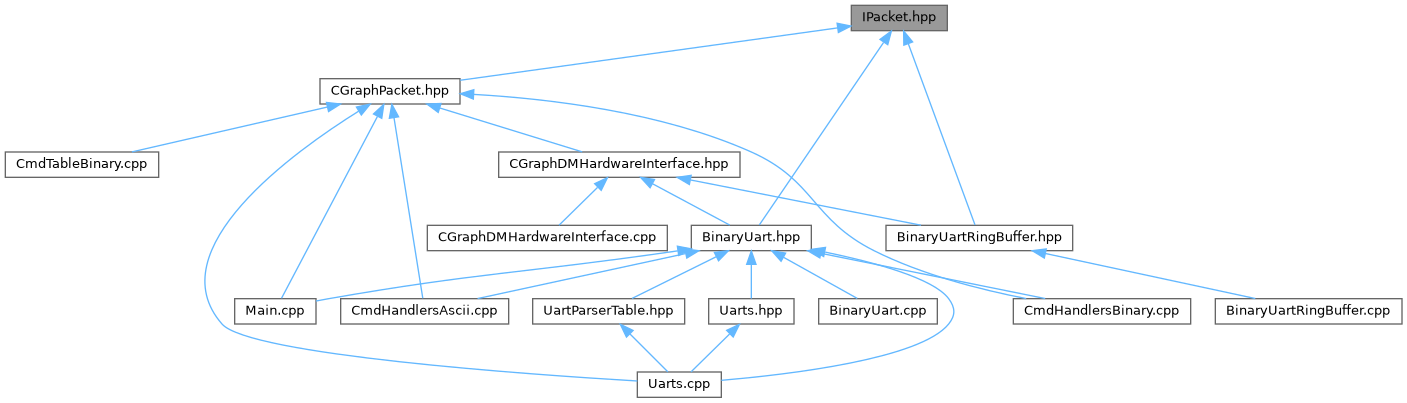 IPacket.hpp
CGraphPacket.hpp
CmdTableBinary.cpp
CGraphDMHardwareInterface.hpp
CGraphDMHardwareInterface.cpp
BinaryUart.hpp
BinaryUartRingBuffer.hpp
Main.cpp
CmdHandlersAscii.cpp
UartParserTable.hpp
Uarts.hpp
BinaryUart.cpp
CmdHandlersBinary.cpp
BinaryUartRingBuffer.cpp
Uarts.cpp